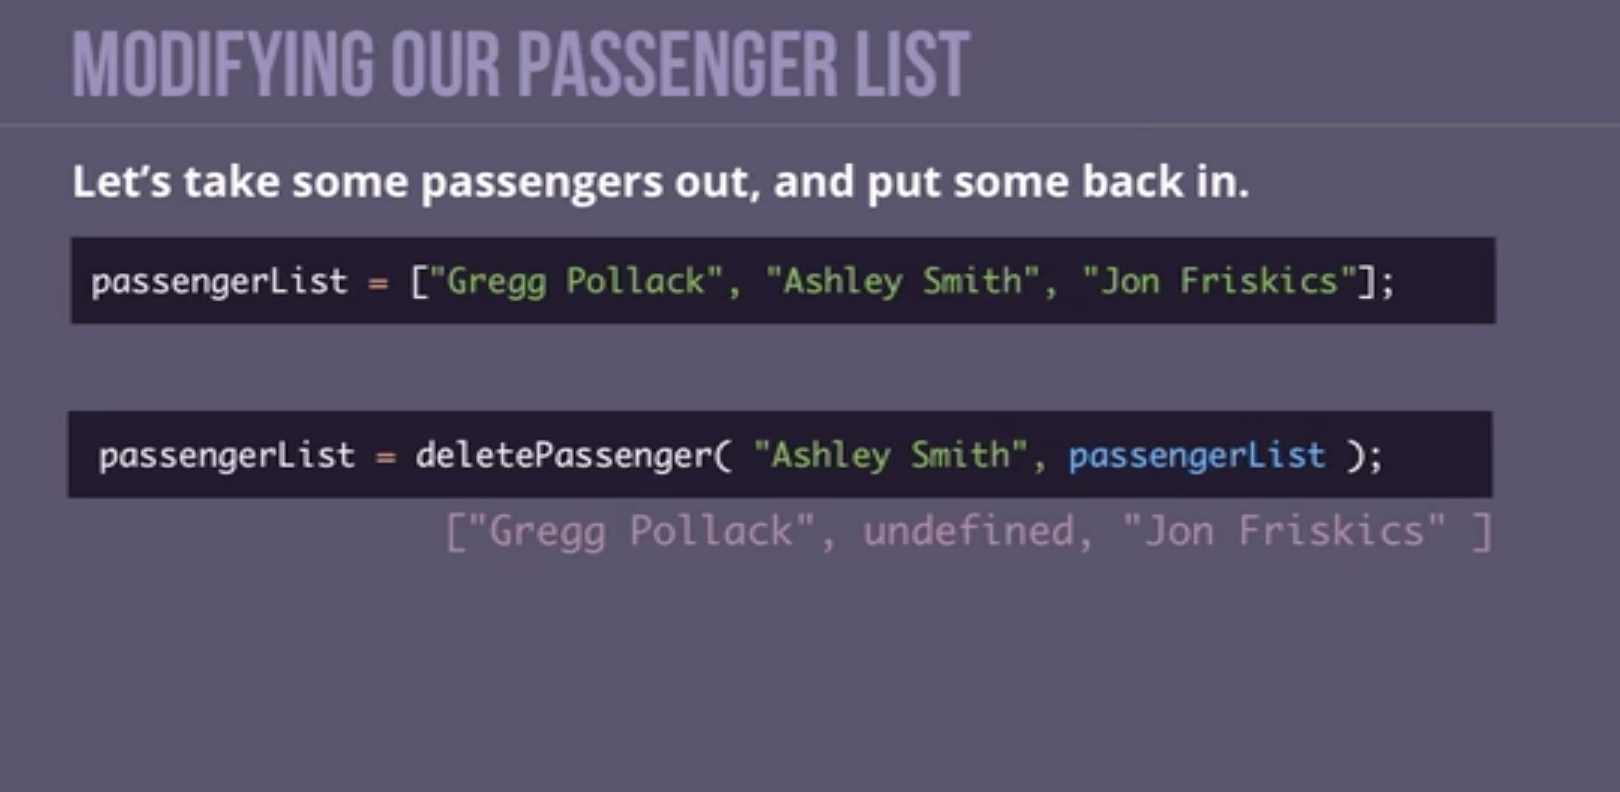 MODIFYING OUR PASSENGER LIST
Let’s take some passengers out, and put some back in.
passengerList = ["Gregg Pollack", "Ashley Smith", "Jon Friskics"];
passengerList = deletePassenger( "Ashley Smith", passengerList );
["Gregg Pollack", undefined, "Jon Friskics" ]